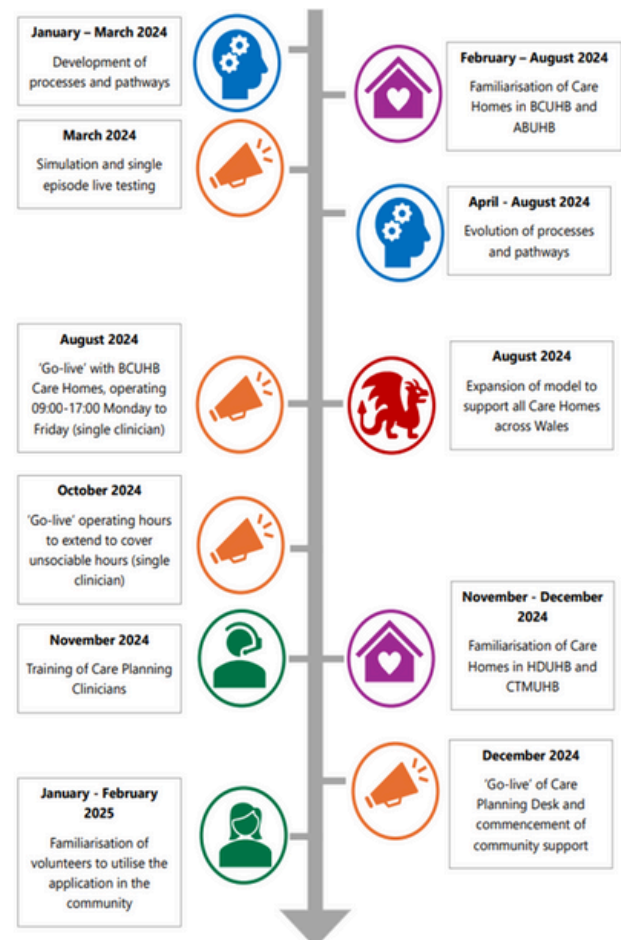 January – March 2024
Development of
processes and pathways
February – August 2024
Familiarisation of Care
Homes in BCUHB and
ABUHB
March 2024
Simulation and single
episode live testing
April - August 2024
Evolution of processes
and pathways
August 2024
'Go-live' with BCUHB
Care Homes, operating
09:00-17:00 Monday to
Friday (single clinician)
August 2024
Expansion of model to
support all Care Homes
across Wales
October 2024
'Go-live' operating hours
to extend to cover
unsociable hours (single
clinician)
November 2024
Training of Care Planning
Clinicians
November - December
2024
Familiarisation of Care
Homes in HDUHB and
CTMUHB
December 2024
'Go-live' of Care
Planning Desk and
commencement of
community support
January - February
2025
Familiarisation of
volunteers to utilise the
application in the
community